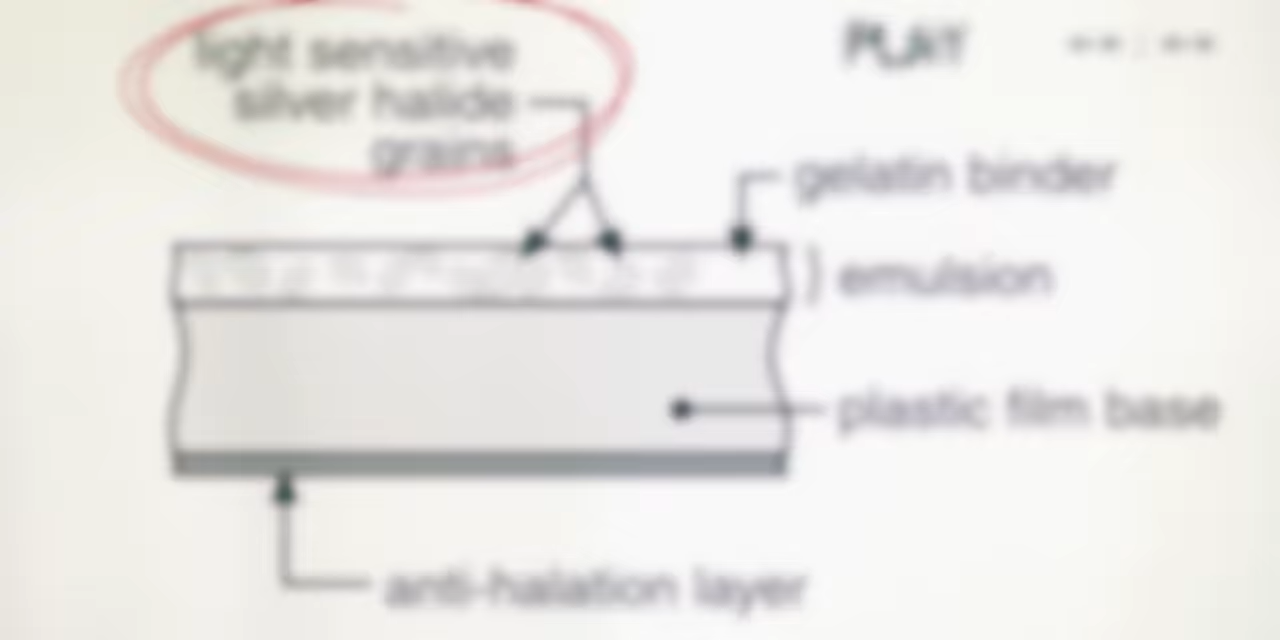 light sensitive
silver halide
grains
PLAY --:--
gelatin binder
emulsion
plastic film base
anti-halation layer